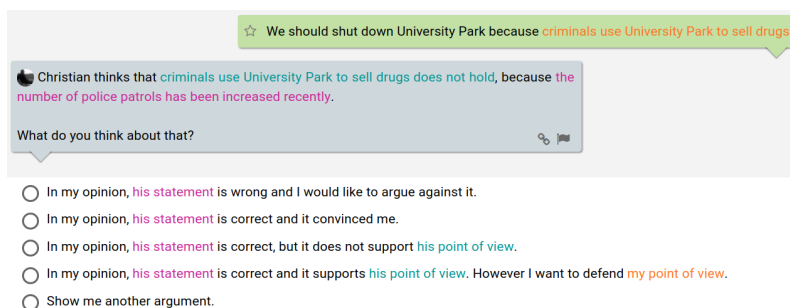 We should shut down University Park because criminals use University Park to sell drugs
Christian thinks that criminals use University Park to sell drugs does not hold, because the
number of police patrols has been increased recently.
What do you think about that?
In my opinion, his statement is wrong and I would like to argue against it.
In my opinion, his statement is correct and it convinced me.
In my opinion, his statement is correct, but it does not support his point of view.
In my opinion, his statement is correct and it supports his point of view. However I want to defend my point of view.
Show me another argument.